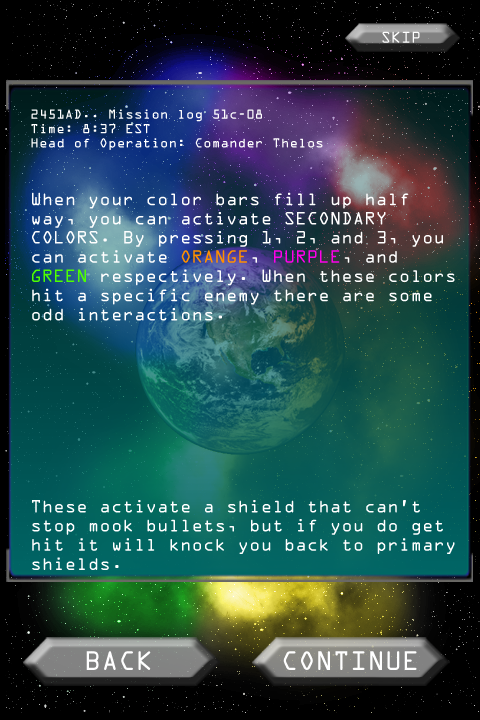 SKIP
2451AD.. Mission log 51c-08
Time: 8:37 EST
Head of Operation: Comander Thelos
When your color bars fill up half
way, you can activate SECONDARY
COLORS. By pressing 1, 2, and 3, you
can activate ORANGE, PURPLE, and
GREEN respectively. When these colors
hit a specific enemy there are some
odd interactions.
These activate a shield that can't
stop mook bullets, but if you do get
hit it will knock you back to primary
shields.
BACK
CONTINUE